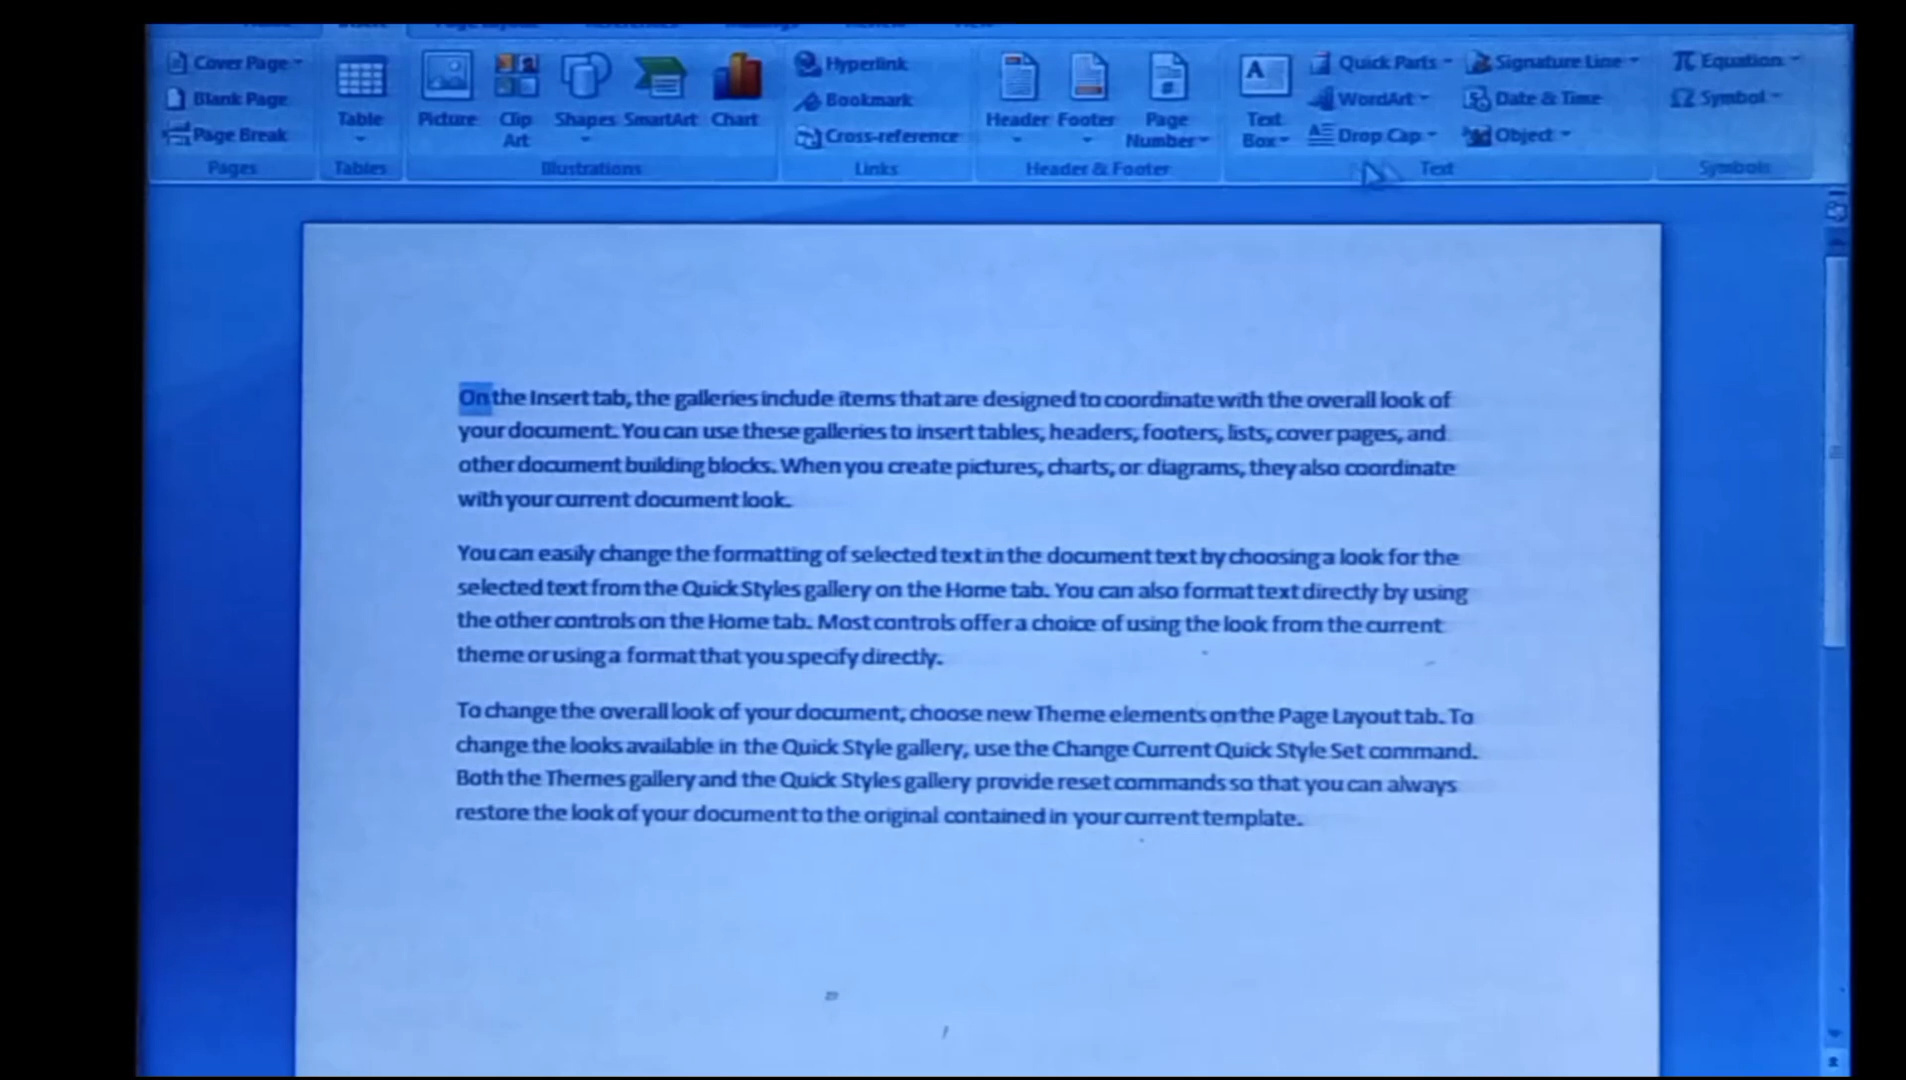 Cover Page
Blank Page
Page Break
Pages
Table
Tables
Picture
Clip
Art
Shapes
SmartArt
Chart
Illustrations
Hyperlink
Bookmark
Cross-reference
Links
Header
Footer
Page
Number
Header & Footer
Text
Box
Quick Parts
WordArt
Drop Cap
Signature Line
Date & Time
Object
Text
Equation
Symbol
Symbols
On the Insert tab, the galleries include items that are designed to coordinate with the overall look of
your document. You can use these galleries to insert tables, headers, footers, lists, cover pages, and
other document building blocks. When you create pictures, charts, or diagrams, they also coordinate
with your current document look.
You can easily change the formatting of selected text in the document text by choosing a look for the
selected text from the Quick Styles gallery on the Home tab. You can also format text directly by using
the other controls on the Home tab. Most controls offer a choice of using the look from the current
theme or using a format that you specify directly.
To change the overall look of your document, choose new Theme elements on the Page Layout tab. To
change the looks available in the Quick Style gallery, use the Change Current Quick Style Set command.
Both the Themes gallery and the Quick Styles gallery provide reset commands so that you can always
restore the look of your document to the original contained in your current template.